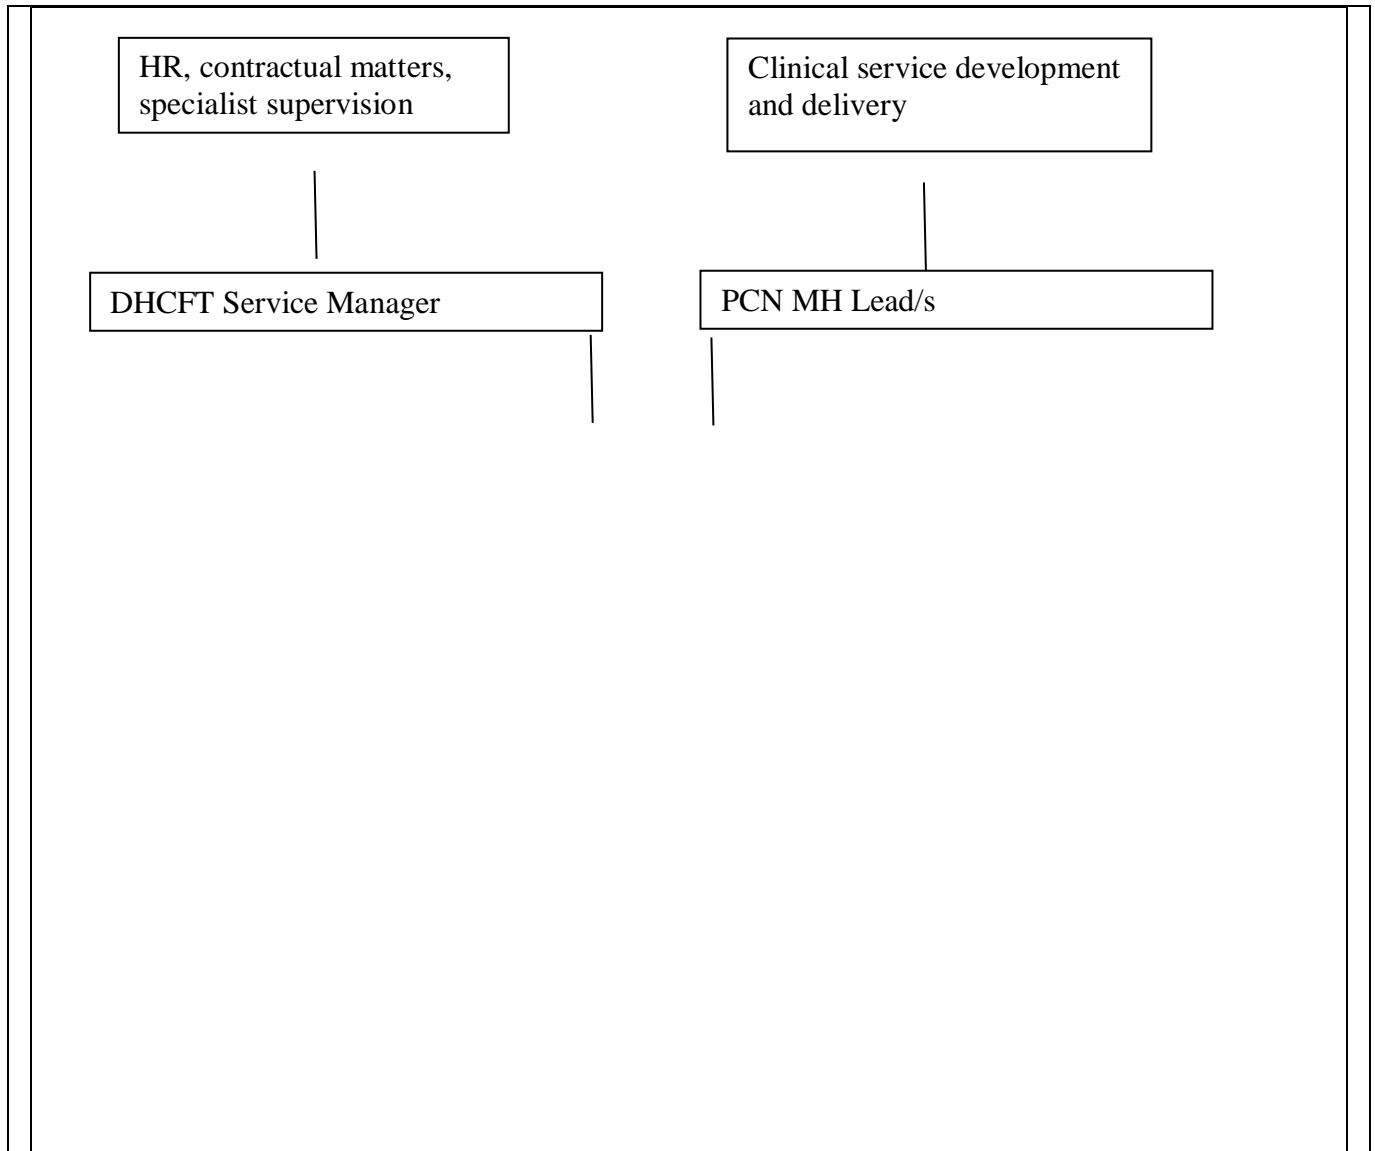 HR, contractual matters,
specialist supervision
Clinical service development
and delivery
DHCFT Service Manager
PCN MH Lead/s